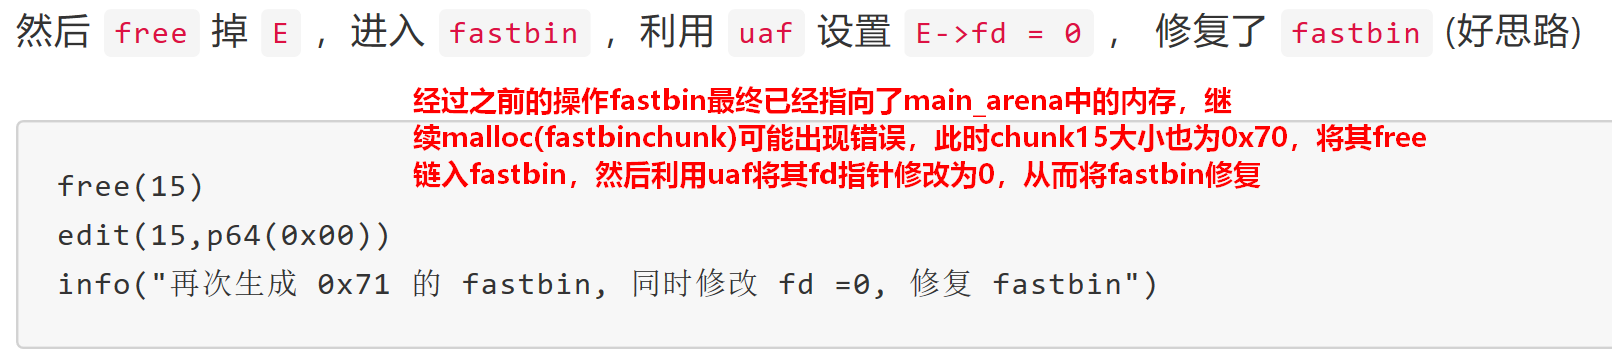 然后 free 掉 E ，进入 fastbin ，利用 uaf 设置 E->fd = 0 ， 修复了 fastbin (好思路)
经过之前的操作fastbin最终已经指向了main_arena中的内存，继
续malloc(fastbinchunk)可能出现错误，此时chunk15大小也为0x70，将其free
链入fastbin，然后利用uaf将其fd指针修改为0，从而将fastbin修复
free(15)
edit(15,p64(0x00))
info("再次生成 0x71 的 fastbin, 同时修改 fd =0, 修复 fastbin")